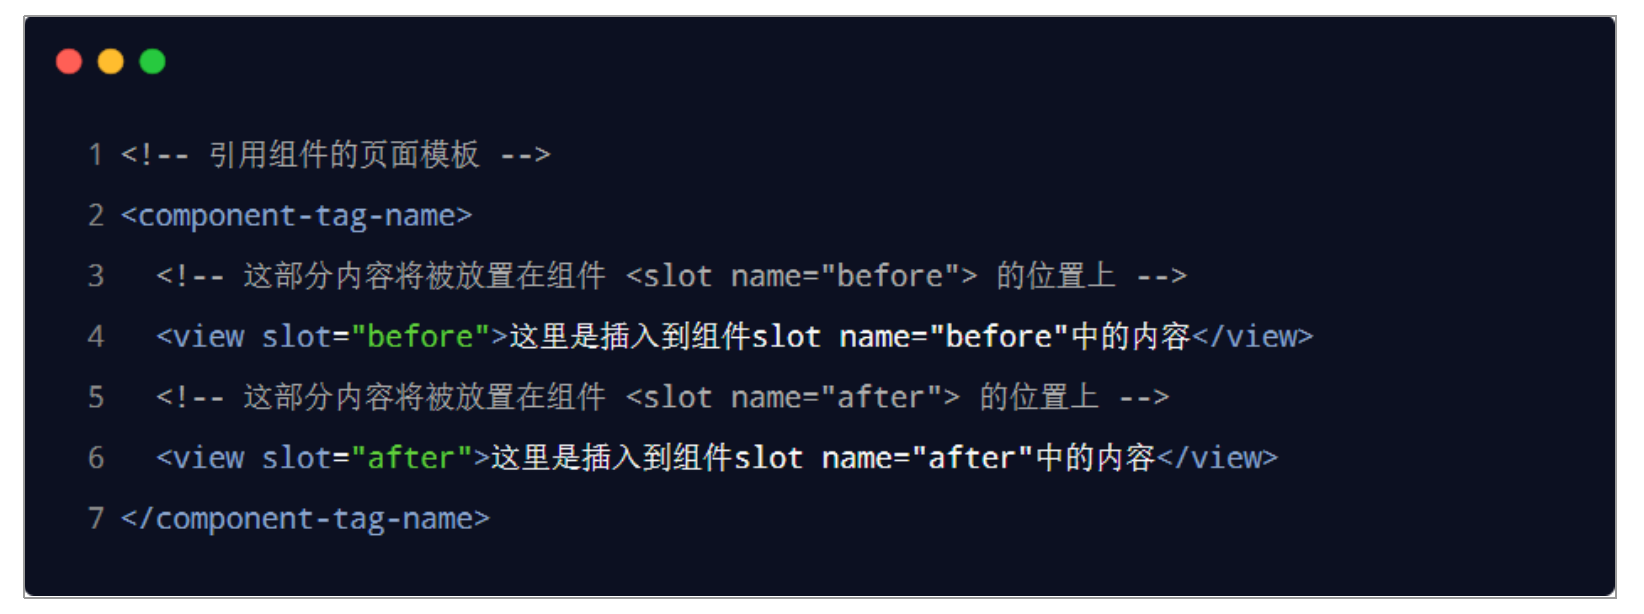 1 <!-- 引用组件的页面模板 -->
2 <component-tag-name>
3   <!-- 这部分内容将被放置在组件 <slot name="before"> 的位置上 -->
4   <view slot="before">这里是插入到组件slot name="before"中的内容</view>
5   <!-- 这部分内容将被放置在组件 <slot name="after"> 的位置上 -->
6   <view slot="after">这里是插入到组件slot name="after"中的内容</view>
7 </component-tag-name>